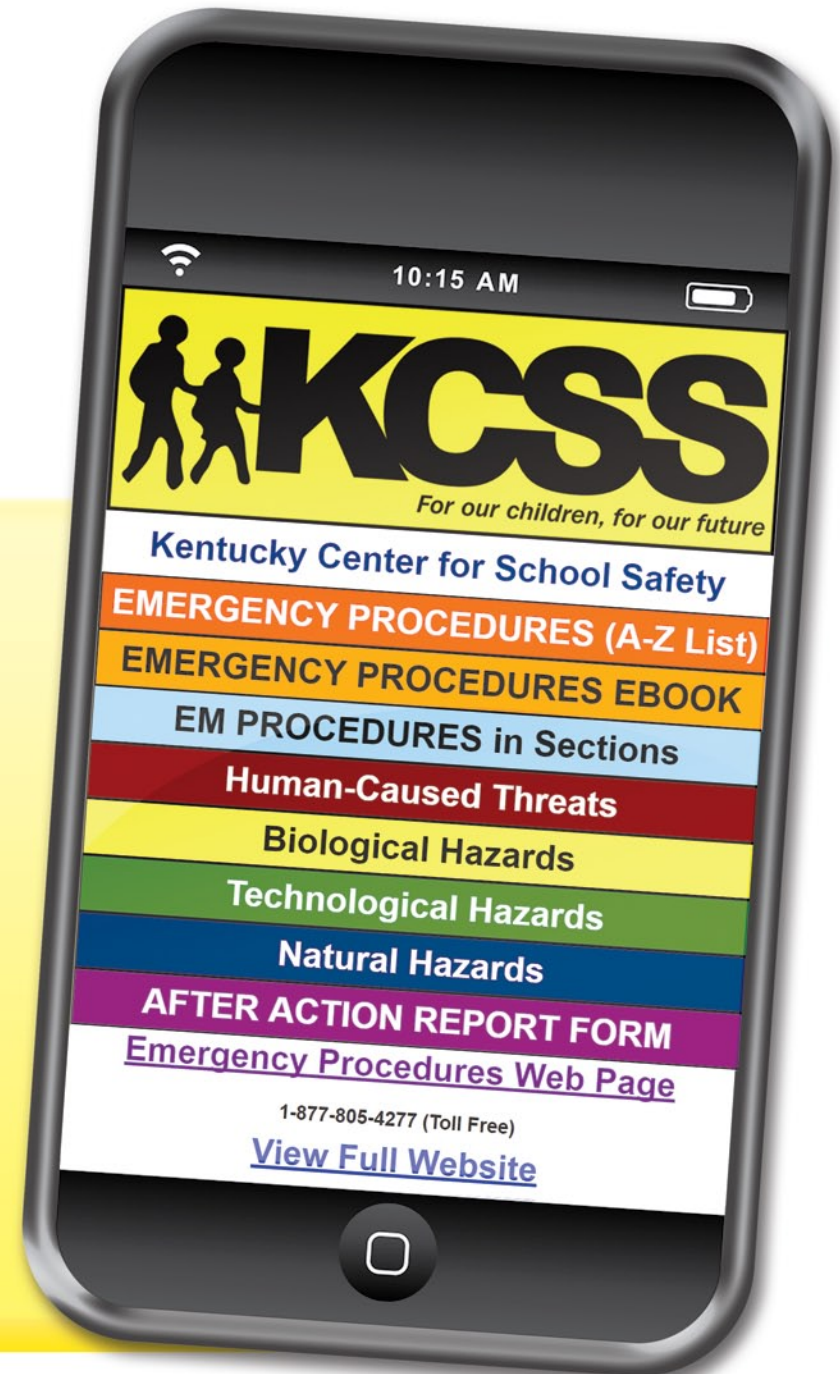 10:15 AM
KCSS
For our children, for our future
Kentucky Center for School Safety
EMERGENCY PROCEDURES (A-Z List)
EMERGENCY PROCEDURES EBOOK
EM PROCEDURES in Sections
Human-Caused Threats
Biological Hazards
Technological Hazards
Natural Hazards
AFTER ACTION REPORT FORM
Emergency Procedures Web Page
1-877-805-4277 (Toll Free)
View Full Website